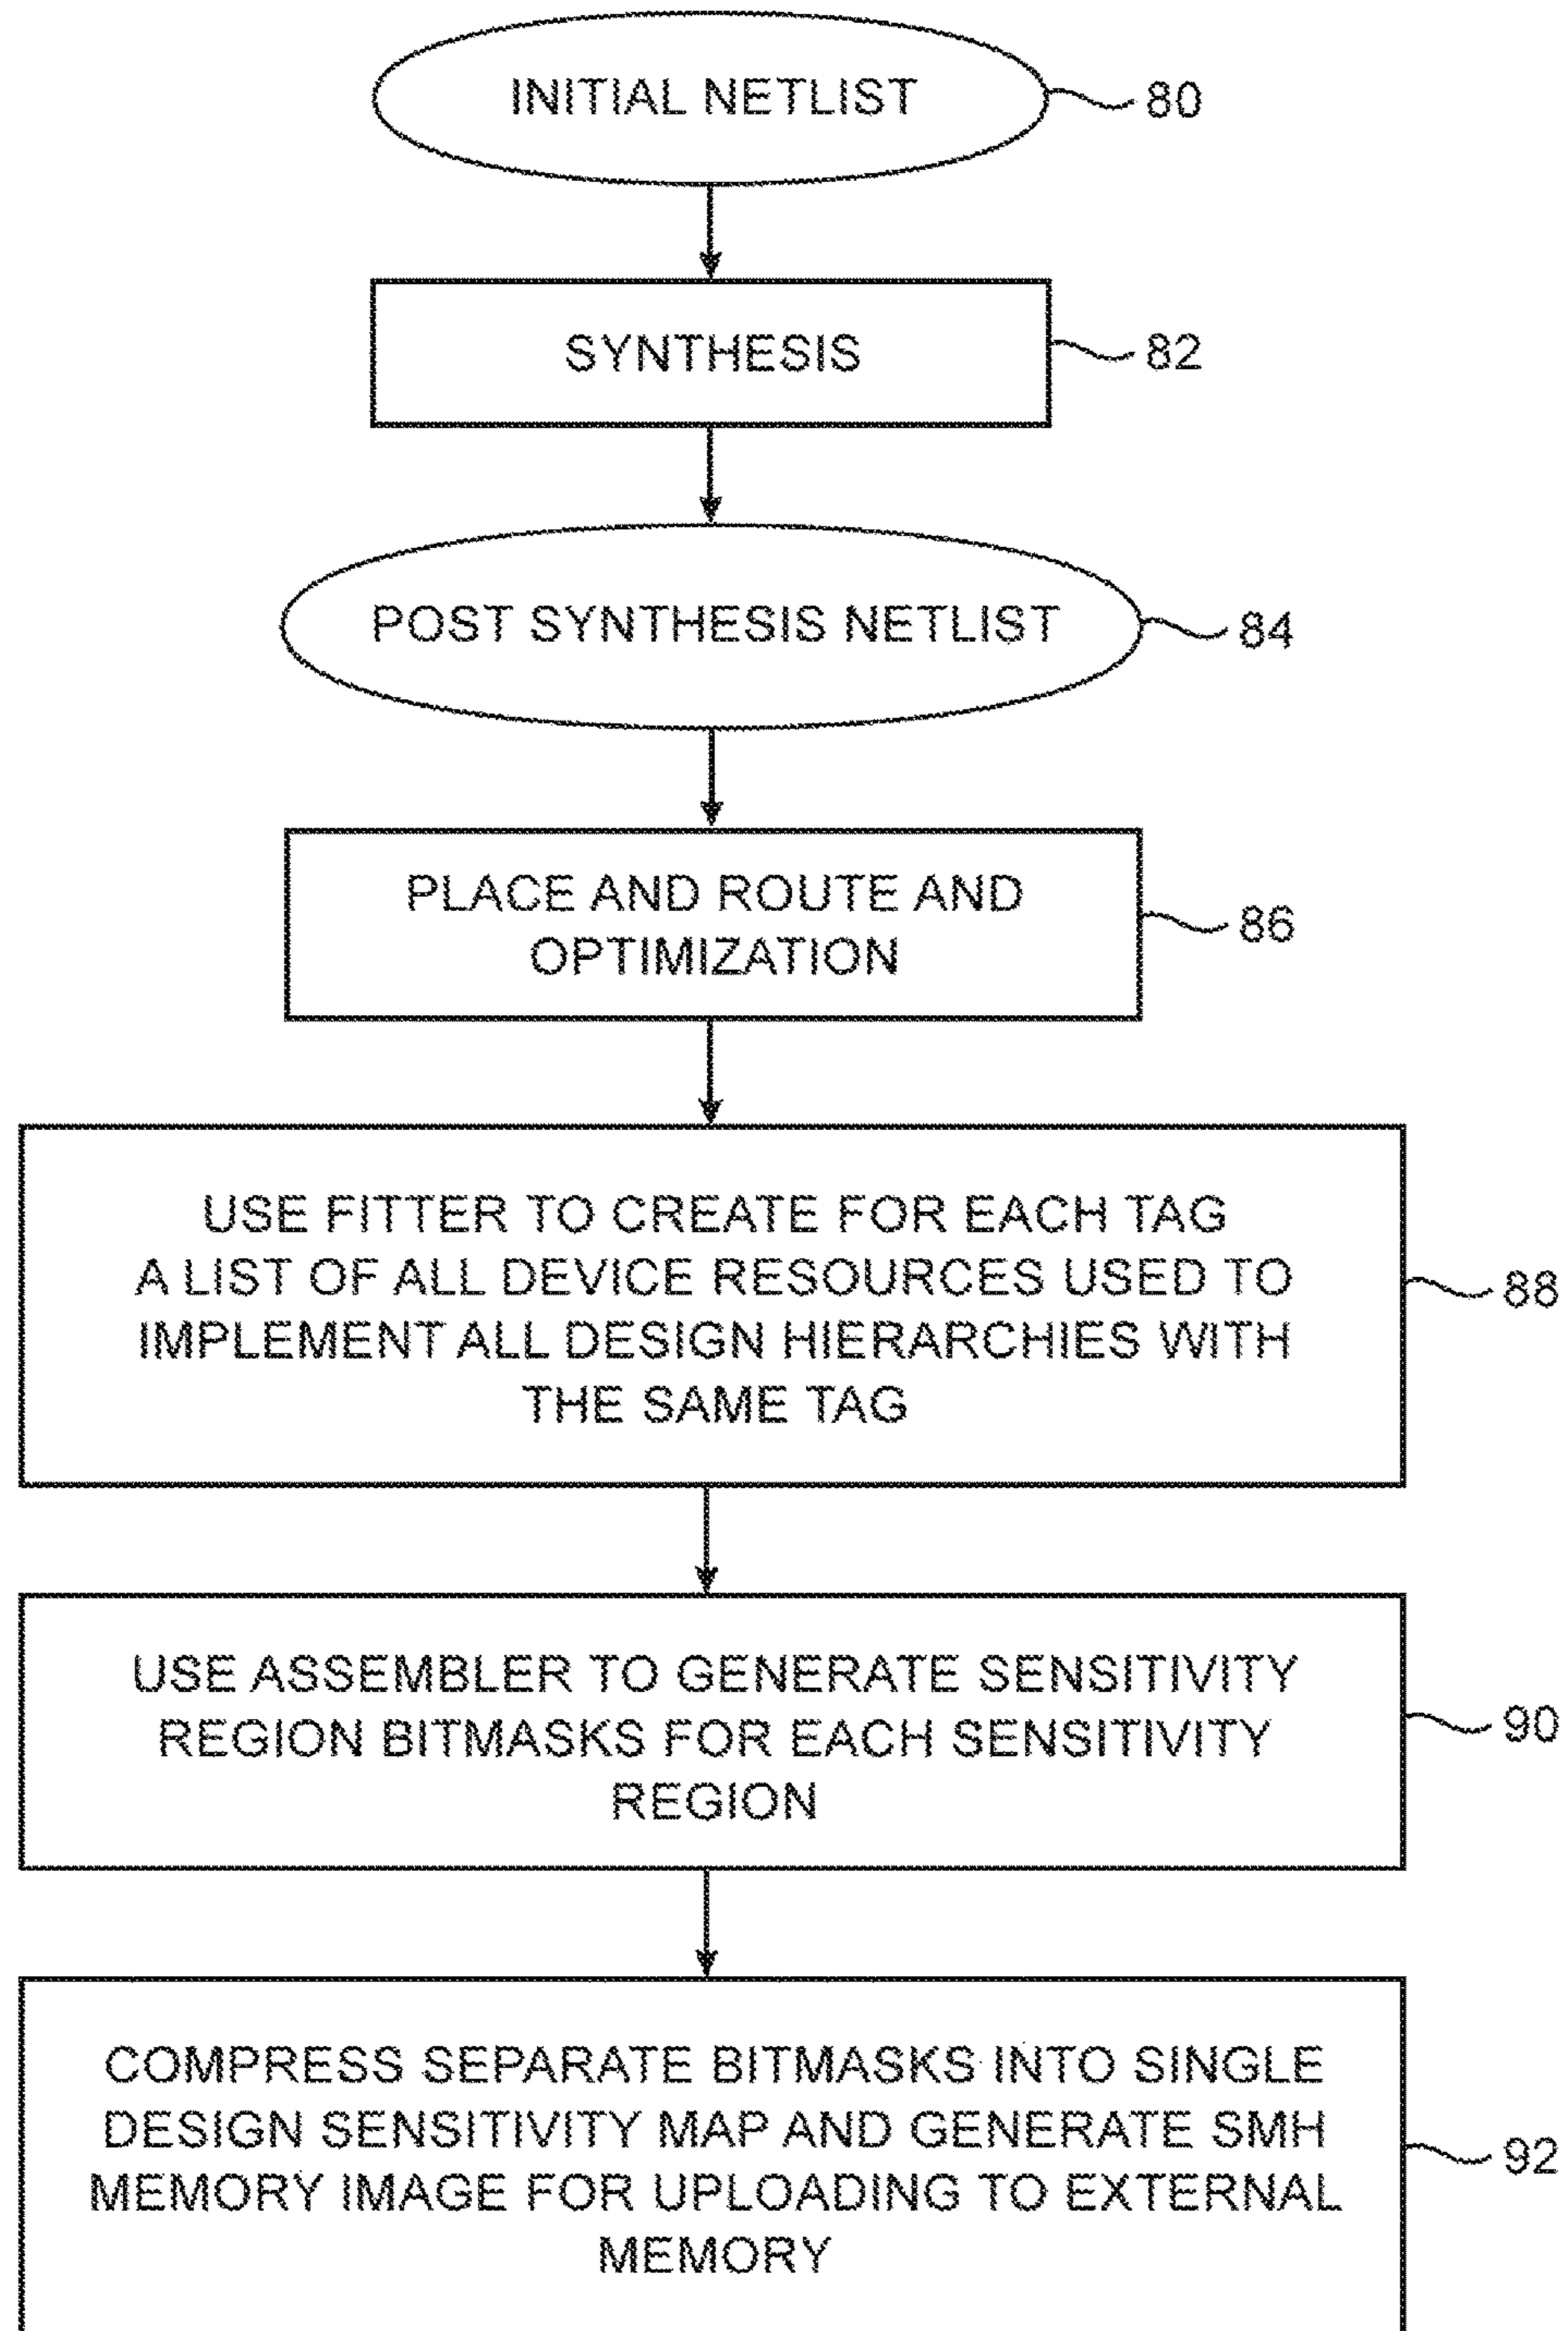 INITIAL NETLIST
80
SYNTHESIS
82
POST SYNTHESIS NETLIST
84
PLACE AND ROUTE AND
OPTIMIZATION
86
USE FITTER TO CREATE FOR EACH TAG
A LIST OF ALL DEVICE RESOURCES USED TO
IMPLEMENT ALL DESIGN HIERARCHIES WITH
THE SAME TAG
88
USE ASSEMBLER TO GENERATE SENSITIVITY
REGION BITMASKS FOR EACH SENSITIVITY
REGION
90
COMPRESS SEPARATE BITMASKS INTO SINGLE
DESIGN SENSITIVITY MAP AND GENERATE SMH
MEMORY IMAGE FOR UPLOADING TO EXTERNAL
MEMORY
92